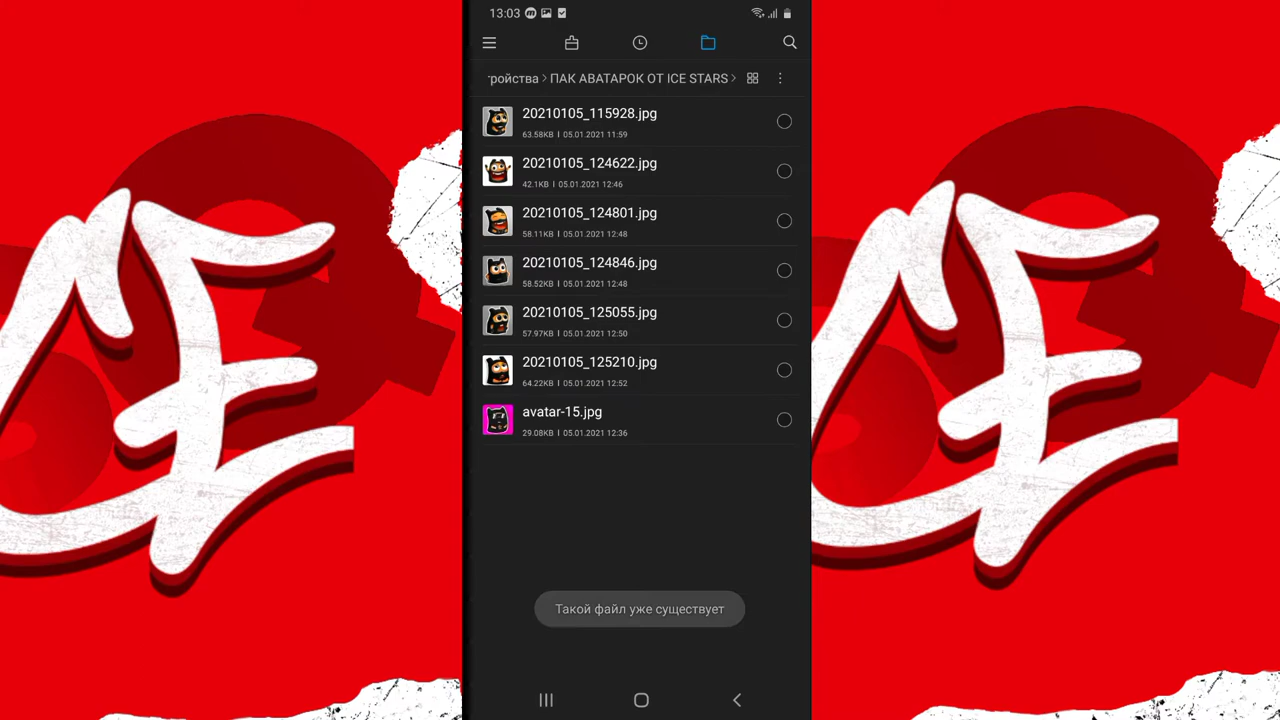 13:03
тройства > ПАК АВАТАРОК ОТ ICE STARS >
20210105_115928.jpg
63.58KB | 05.01.2021 11:59
20210105_124622.jpg
42.1KB | 05.01.2021 12:46
20210105_124801.jpg
58.11KB | 05.01.2021 12:48
20210105_124846.jpg
58.52KB | 05.01.2021 12:48
20210105_125055.jpg
57.97KB | 05.01.2021 12:50
20210105_125210.jpg
64.22KB | 05.01.2021 12:52
avatar-15.jpg
29.08KB | 05.01.2021 12:36
Такой файл уже существует